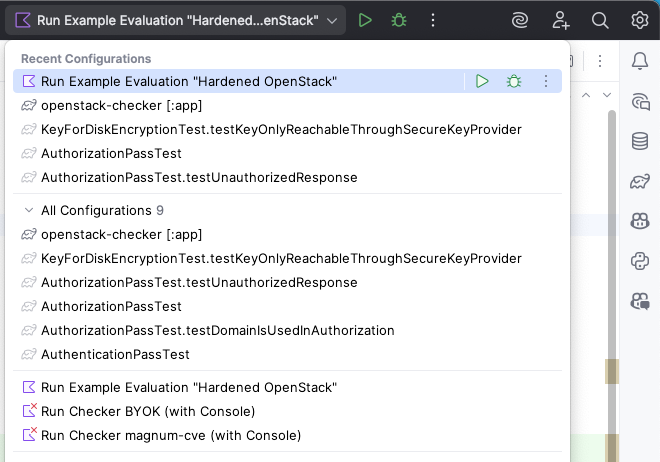 Run Example Evaluation "Hardened...enStack"
Recent Configurations
Run Example Evaluation "Hardened OpenStack"
openstack-checker [:app]
KeyForDiskEncryptionTest.testKeyOnlyReachableThroughSecureKeyProvider
AuthorizationPassTest
AuthorizationPassTest.testUnauthorizedResponse
All Configurations 9
openstack-checker [:app]
KeyForDiskEncryptionTest.testKeyOnlyReachableThroughSecureKeyProvider
AuthorizationPassTest.testUnauthorizedResponse
AuthorizationPassTest
AuthorizationPassTest.testDomainIsUsedInAuthorization
AuthenticationPassTest
Run Example Evaluation "Hardened OpenStack"
Run Checker BYOK (with Console)
Run Checker magnum-cve (with Console)